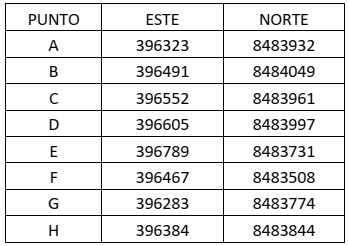 PUNTO ESTE NORTE
A 396323 8483932
B 396491 8484049
C 396552 8483961
D 396605 8483997
E 396789 8483731
F 396467 8483508
G 396283 8483774
H 396384 8483844